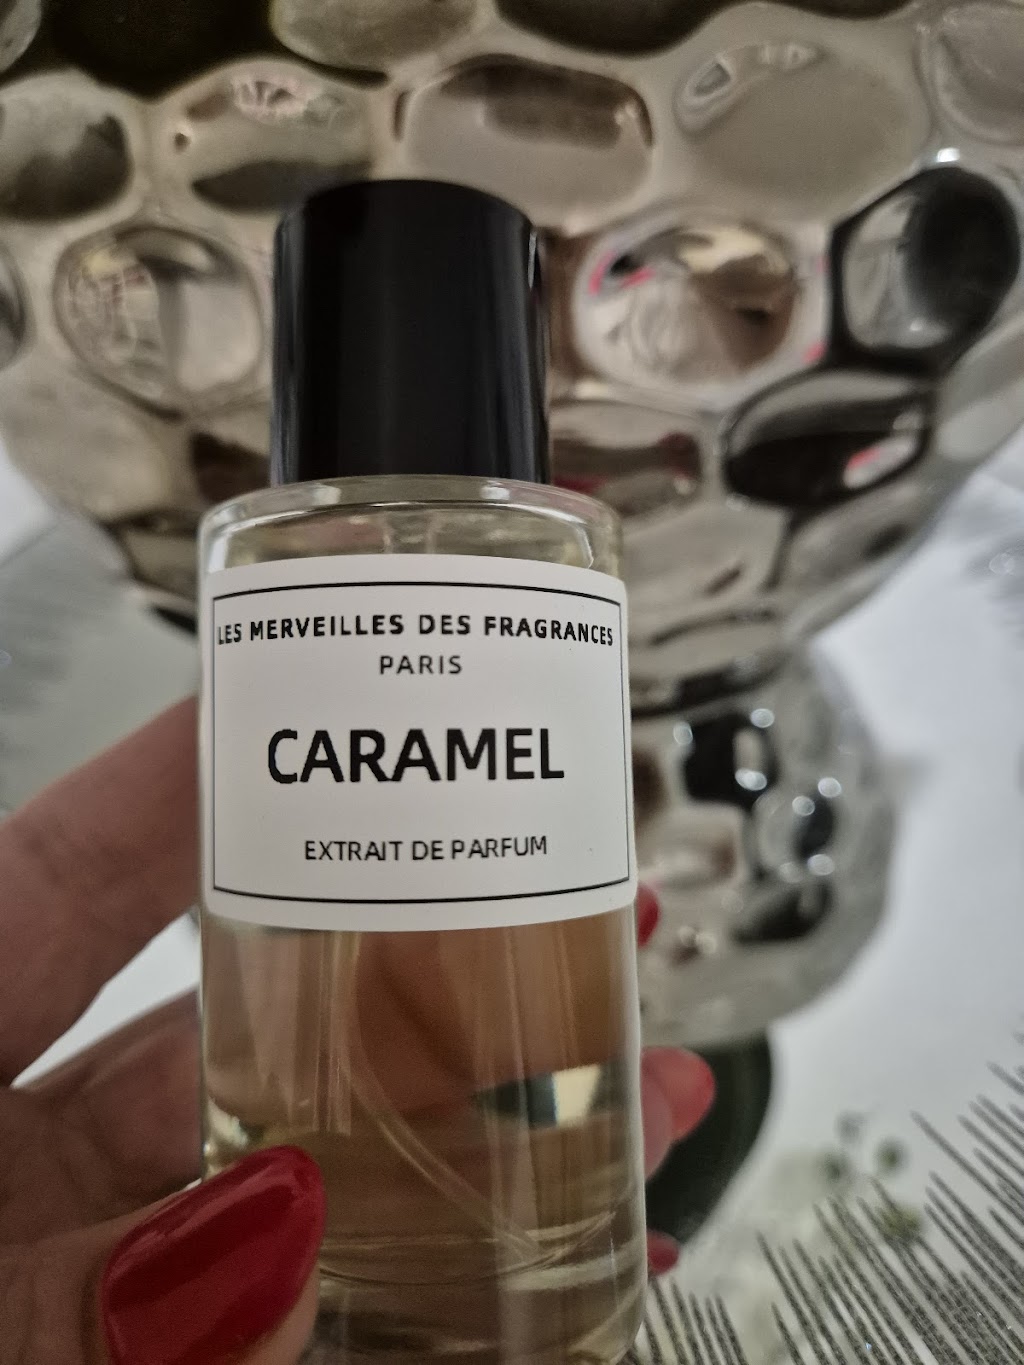 LES MERVEILLES DES FRAGRANCES
PARIS
CARAMEL
EXTRAIT DE PARFUM